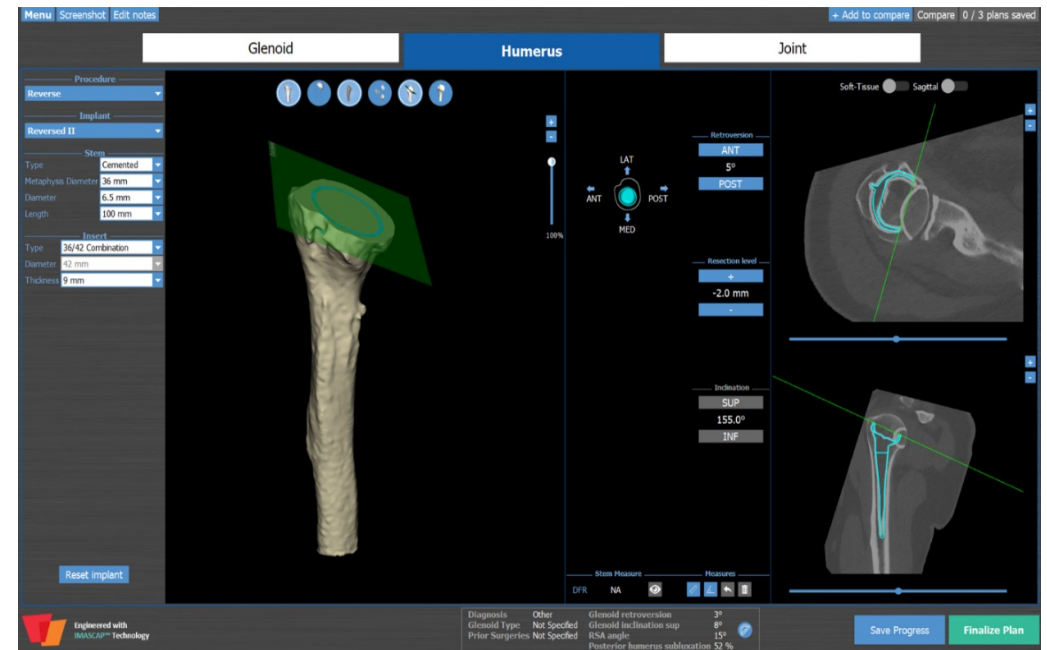 Menu Screenshot Edit notes
+ Add to compare Compare 0 / 3 plans saved
Glenoid Humerus Joint
Procedure
Reverse
Implant
Reversed II
Stem
Type Cemented
Metaphysis Diameter 36 mm
Diameter 6.5 mm
Length 100 mm
Insert
Type 36/42 Combination
Diameter 42 mm
Thickness 9 mm
Reset implant
+
-
100%
LAT
ANT POST
MED
Retroversion
ANT
5°
POST
Resection level
+
-2.0 mm
-
Inclination
SUP
155.0°
INF
Stem Measure
DFR NA
Measures
Soft-Tissue Sagittal
+
-
+
-
Engineered with
IMASCAP™ Technology
Diagnosis Other
Glenoid Type Not Specified
Prior Surgeries Not Specified
Glenoid retroversion 3°
Glenoid inclination sup 8°
RSA angle 15°
Posterior humerus subluxation 52 %
Save Progress
Finalize Plan